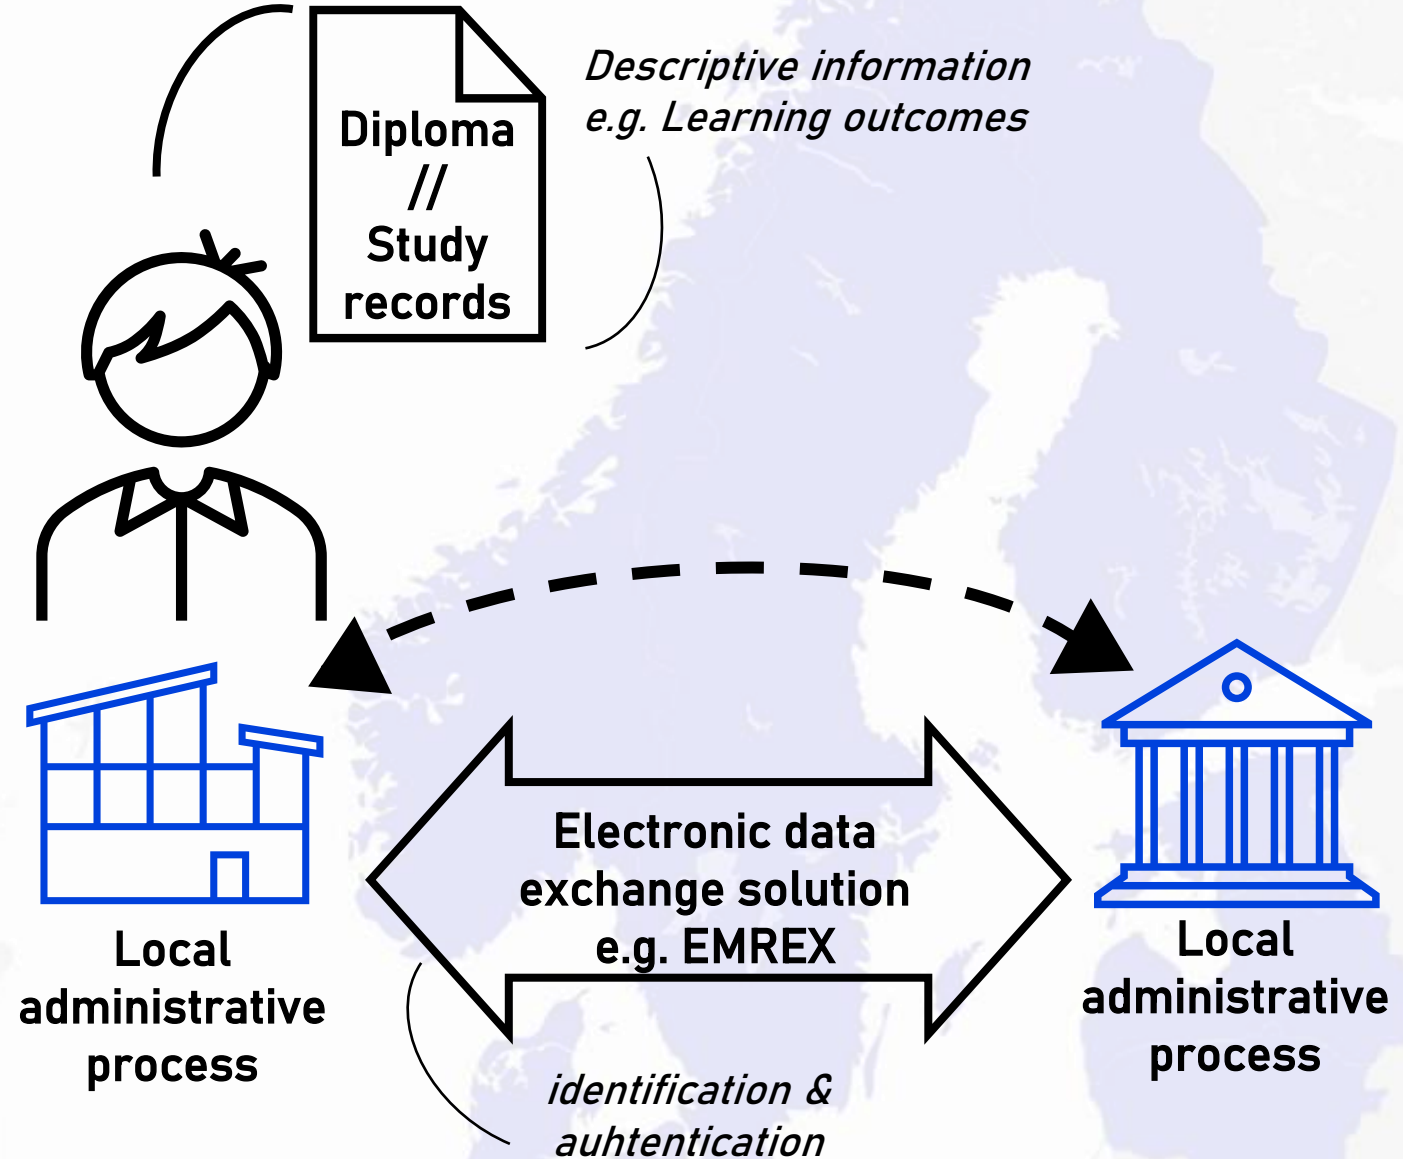 Descriptive information
e.g. Learning outcomes
Diploma
//
Study
records
Electronic data
exchange solution
e.g. EMREX
Local
administrative
process
Local
administrative
process
identification &
auhtentication